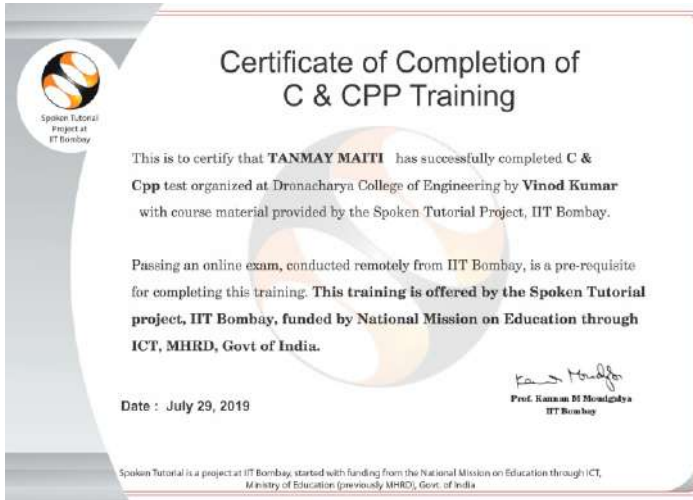 Certificate of Completion of
C & CPP Training
Spoken Tutorial
Project at
IIT Bombay
This is to certify that TANMAY MAITI has successfully completed C &
Cpp test organized at Dronacharya College of Engineering by Vinod Kumar
with course material provided by the Spoken Tutorial Project, IIT Bombay.
Passing an online exam, conducted remotely from IIT Bombay, is a pre-requisite
for completing this training. This training is offered by the Spoken Tutorial
project, IIT Bombay, funded by National Mission on Education through
ICT, MHRD, Govt of India.
Date : July 29, 2019
Prof. Kannan M Moudgalya
IIT Bombay
Spoken Tutorial is a project at IIT Bombay, started with funding from the National Mission on Education through ICT,
Ministry of Education (previously MHRD), Govt. of India